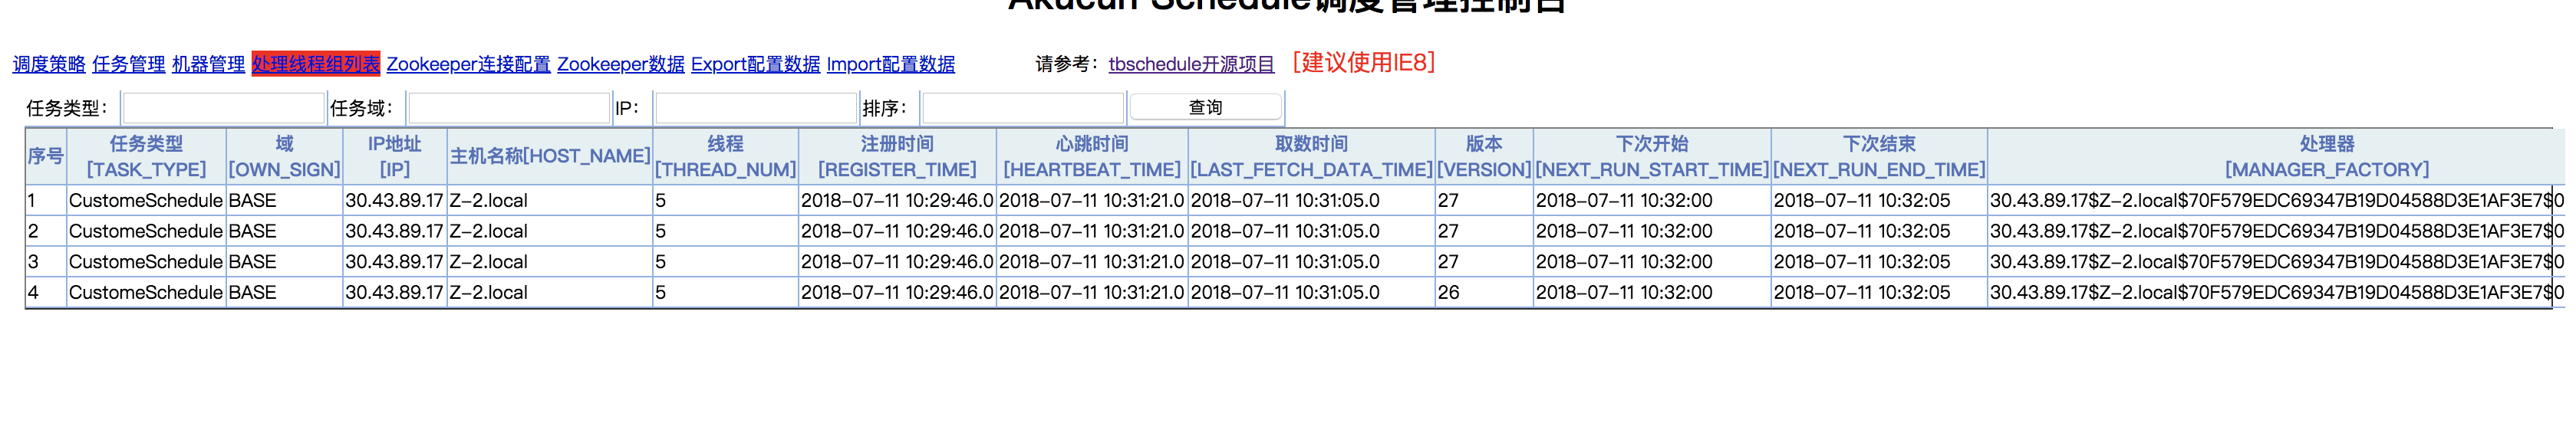 Akucun Schedule调度管理控制台
调度策略 任务管理 机器管理 处理线程组列表 Zookeeper连接配置 Zookeeper数据 Export配置数据 Import配置数据 请参考：tbschedule开源项目 [建议使用IE8]
任务类型： 任务域： IP： 排序： 查询
序号 任务类型 [TASK_TYPE] 域 [OWN_SIGN] IP地址 [IP] 主机名称[HOST_NAME] 线程 [THREAD_NUM] 注册时间 [REGISTER_TIME] 心跳时间 [HEARTBEAT_TIME] 取数时间 [LAST_FETCH_DATA_TIME] 版本 [VERSION] 下次开始 [NEXT_RUN_START_TIME] 下次结束 [NEXT_RUN_END_TIME] 处理器 [MANAGER_FACTORY]
1 CustomeSchedule BASE 30.43.89.17 Z-2.local 5 2018-07-11 10:29:46.0 2018-07-11 10:31:21.0 2018-07-11 10:31:05.0 27 2018-07-11 10:32:00 2018-07-11 10:32:05 30.43.89.17$Z-2.local$70F579EDC69347B19D04588D3E1AF3E7$0
2 CustomeSchedule BASE 30.43.89.17 Z-2.local 5 2018-07-11 10:29:46.0 2018-07-11 10:31:21.0 2018-07-11 10:31:05.0 27 2018-07-11 10:32:00 2018-07-11 10:32:05 30.43.89.17$Z-2.local$70F579EDC69347B19D04588D3E1AF3E7$0
3 CustomeSchedule BASE 30.43.89.17 Z-2.local 5 2018-07-11 10:29:46.0 2018-07-11 10:31:21.0 2018-07-11 10:31:05.0 27 2018-07-11 10:32:00 2018-07-11 10:32:05 30.43.89.17$Z-2.local$70F579EDC69347B19D04588D3E1AF3E7$0
4 CustomeSchedule BASE 30.43.89.17 Z-2.local 5 2018-07-11 10:29:46.0 2018-07-11 10:31:21.0 2018-07-11 10:31:05.0 26 2018-07-11 10:32:00 2018-07-11 10:32:05 30.43.89.17$Z-2.local$70F579EDC69347B19D04588D3E1AF3E7$0